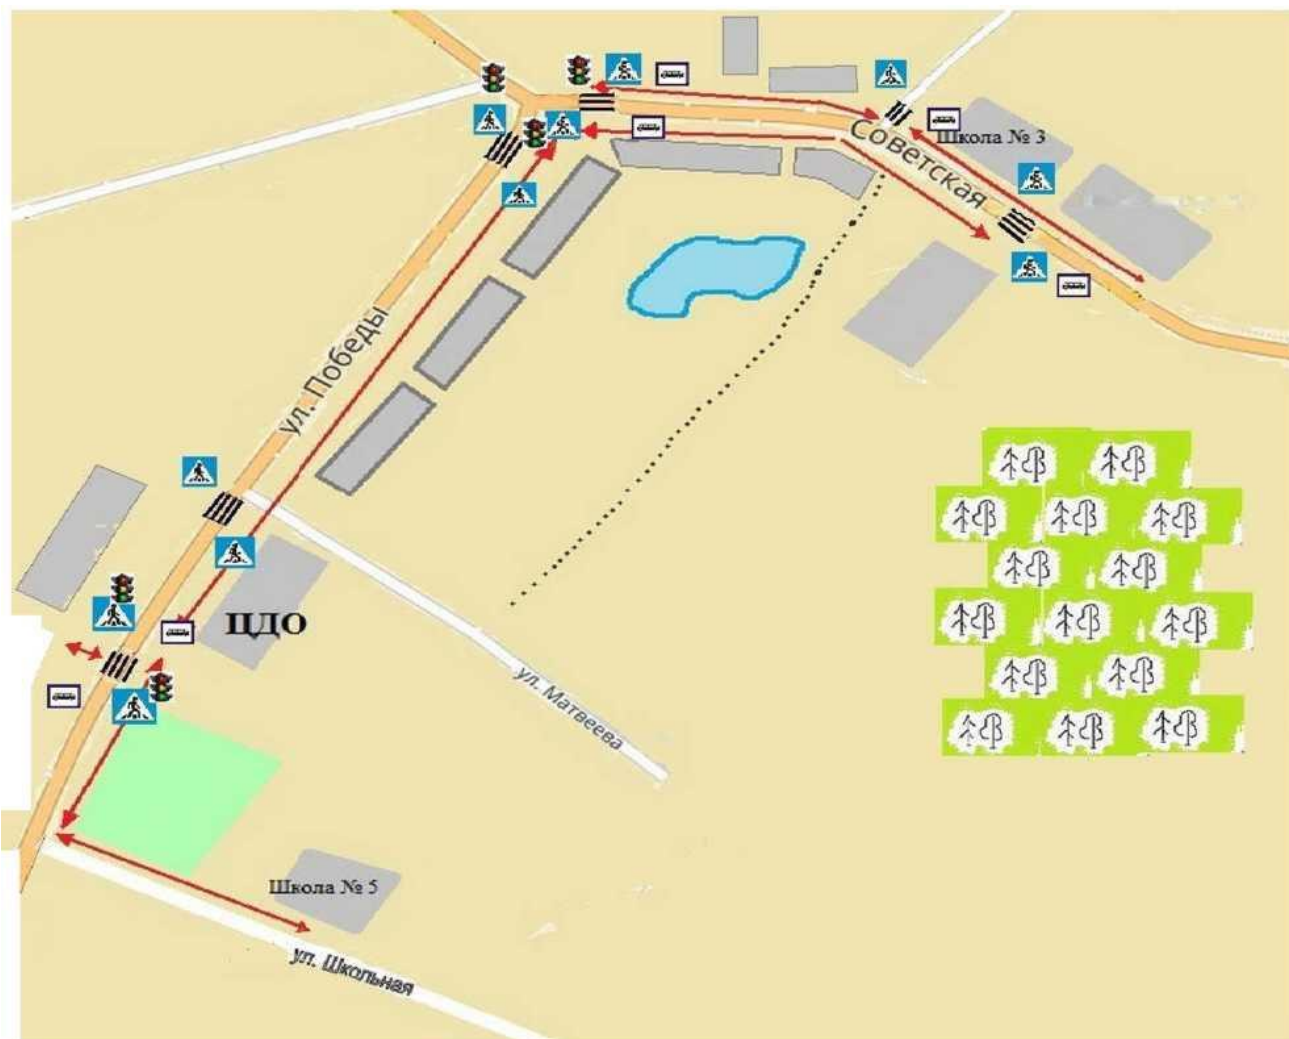 Школа № 3
Советская
ул. Победы
ЦДО
ул. Матвеева
Школа № 5
ул. Школьная